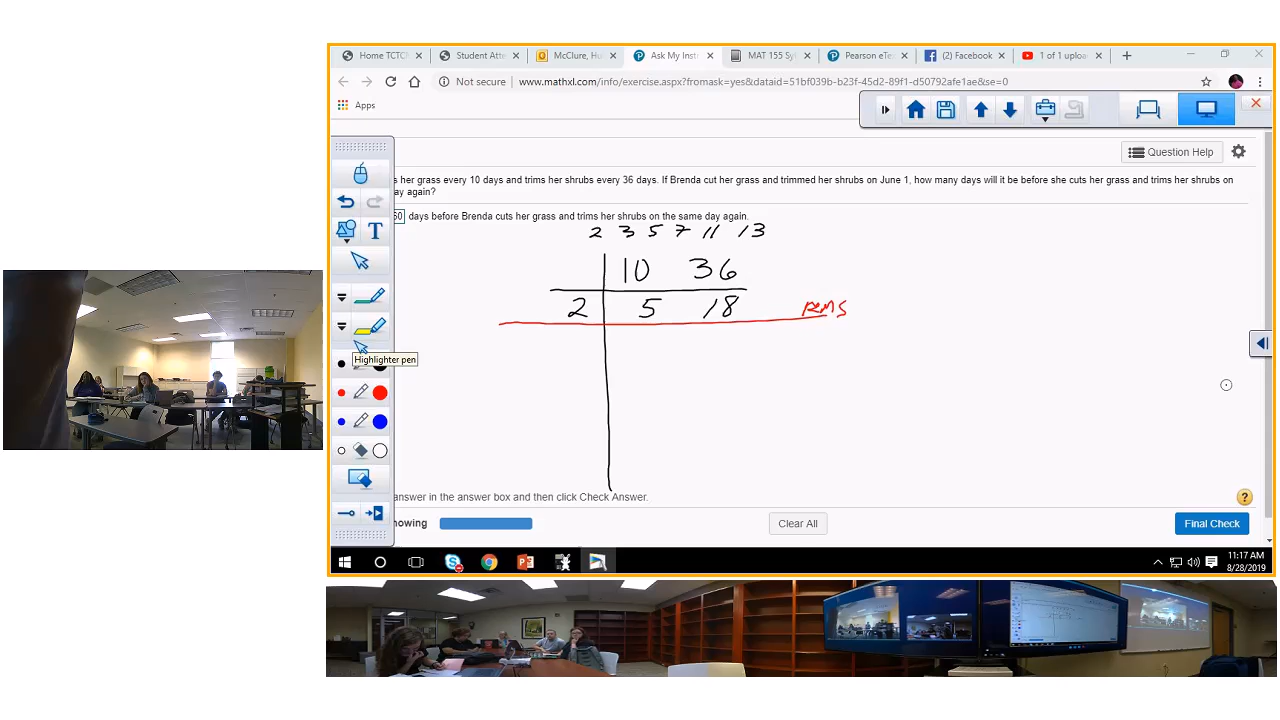 Home TCTC
Student Atte
McClure, Ho
Ask My Inst
MAT 155 Syl
Pearson eTe
(2) Facebook
1 of 1 uploa
Not secure
www.mathxl.com/info/exercise.aspx?fromask=yes&dataid=51bf039b-b23f-45d2-89f1-d50792afe1ae&se=0
Apps
Question Help
s her grass every 10 days and trims her shrubs every 36 days. If Brenda cut her grass and trimmed her shrubs on June 1, how many days will it be before she cuts her grass and trims her shrubs on
ay again?
60 days before Brenda cuts her grass and trims her shrubs on the same day again.
2 3 5 7 11 13
10 36
2 5 18
T
Highlighter pen
answer in the answer box and then click Check Answer.
howing
Clear All
Final Check
11:17 AM
8/28/2019